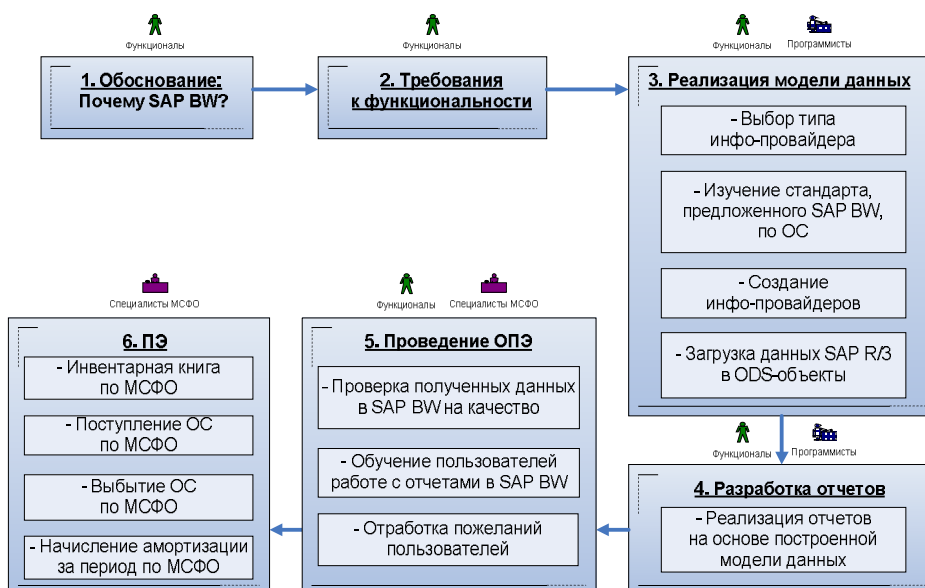 Функционалы
1. Обоснование:
Почему SAP BW?
Функционалы
2. Требования
к функциональности
Функционалы
Программисты
3. Реализация модели данных
- Выбор типа
инфо-провайдера
- Изучение стандарта,
предложенного SAP BW,
по ОС
- Создание
инфо-провайдеров
- Загрузка данных SAP R/3
в ODS-объекты
Функционалы
Программисты
4. Разработка отчетов
- Реализация отчетов
на основе построенной
модели данных
Функционалы
Специалисты МСФО
5. Проведение ОПЭ
- Проверка полученных данных
в SAP BW на качество
- Обучение пользователей
работе с отчетами в SAP BW
- Отработка пожеланий
пользователей
Специалисты МСФО
6. ПЭ
- Инвентарная книга
по МСФО
- Поступление ОС
по МСФО
- Выбытие ОС
по МСФО
- Начисление амортизации
за период по МСФО